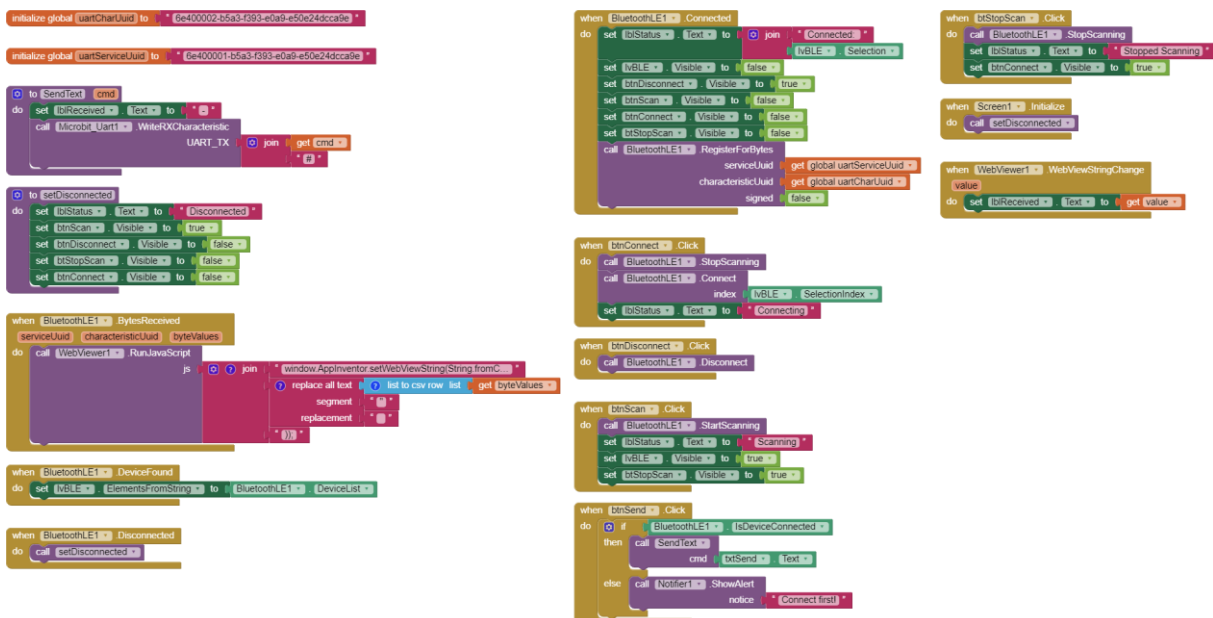 initialize global uartCharUuid to " 6e400002-b5a3-f393-e0a9-e50e24dcca9e "
initialize global uartServiceUuid to " 6e400001-b5a3-f393-e0a9-e50e24dcca9e "
to SendText cmd
do set lblReceived . Text to " - "
call Microbit_Uart1 .WriteRXCharacteristic
UART_TX join get cmd
" # "
to setDisconnected
do set lblStatus . Text to " Disconnected "
set btnScan . Visible to true
set btnDisconnect . Visible to false
set btStopScan . Visible to false
set btnConnect . Visible to false
when BluetoothLE1 .BytesReceived
serviceUuid characteristicUuid byteValues
do call WebViewer1 .RunJavaScript
js join " window.AppInventor.setWebViewString(String.fromC... "
replace all text list to csv row list get byteValues
segment
replacement
" )); "
when BluetoothLE1 .DeviceFound
do set lvBLE . ElementsFromString to BluetoothLE1 . DeviceList
when BluetoothLE1 .Disconnected
do call setDisconnected
when BluetoothLE1 .Connected
do set lblStatus . Text to join " Connected: "
lvBLE . Selection
set lvBLE . Visible to false
set btnDisconnect . Visible to true
set btnScan . Visible to false
set btnConnect . Visible to false
set btStopScan . Visible to false
call BluetoothLE1 .RegisterForBytes
serviceUuid get global uartServiceUuid
characteristicUuid get global uartCharUuid
signed false
when btnConnect .Click
do call BluetoothLE1 .StopScanning
call BluetoothLE1 .Connect
index lvBLE . SelectionIndex
set lblStatus . Text to " Connecting "
when btnDisconnect .Click
do call BluetoothLE1 .Disconnect
when btnScan .Click
do call BluetoothLE1 .StartScanning
set lblStatus . Text to " Scanning "
set lvBLE . Visible to true
set btStopScan . Visible to true
when btnSend .Click
do if BluetoothLE1 . IsDeviceConnected
then call SendText
cmd txtSend . Text
else call Notifier1 .ShowAlert
notice " Connect first! "
when btStopScan .Click
do call BluetoothLE1 .StopScanning
set lblStatus . Text to " Stopped Scanning "
set btnConnect . Visible to true
when Screen1 .Initialize
do call setDisconnected
when WebViewer1 .WebViewStringChange
value
do set lblReceived . Text to get value